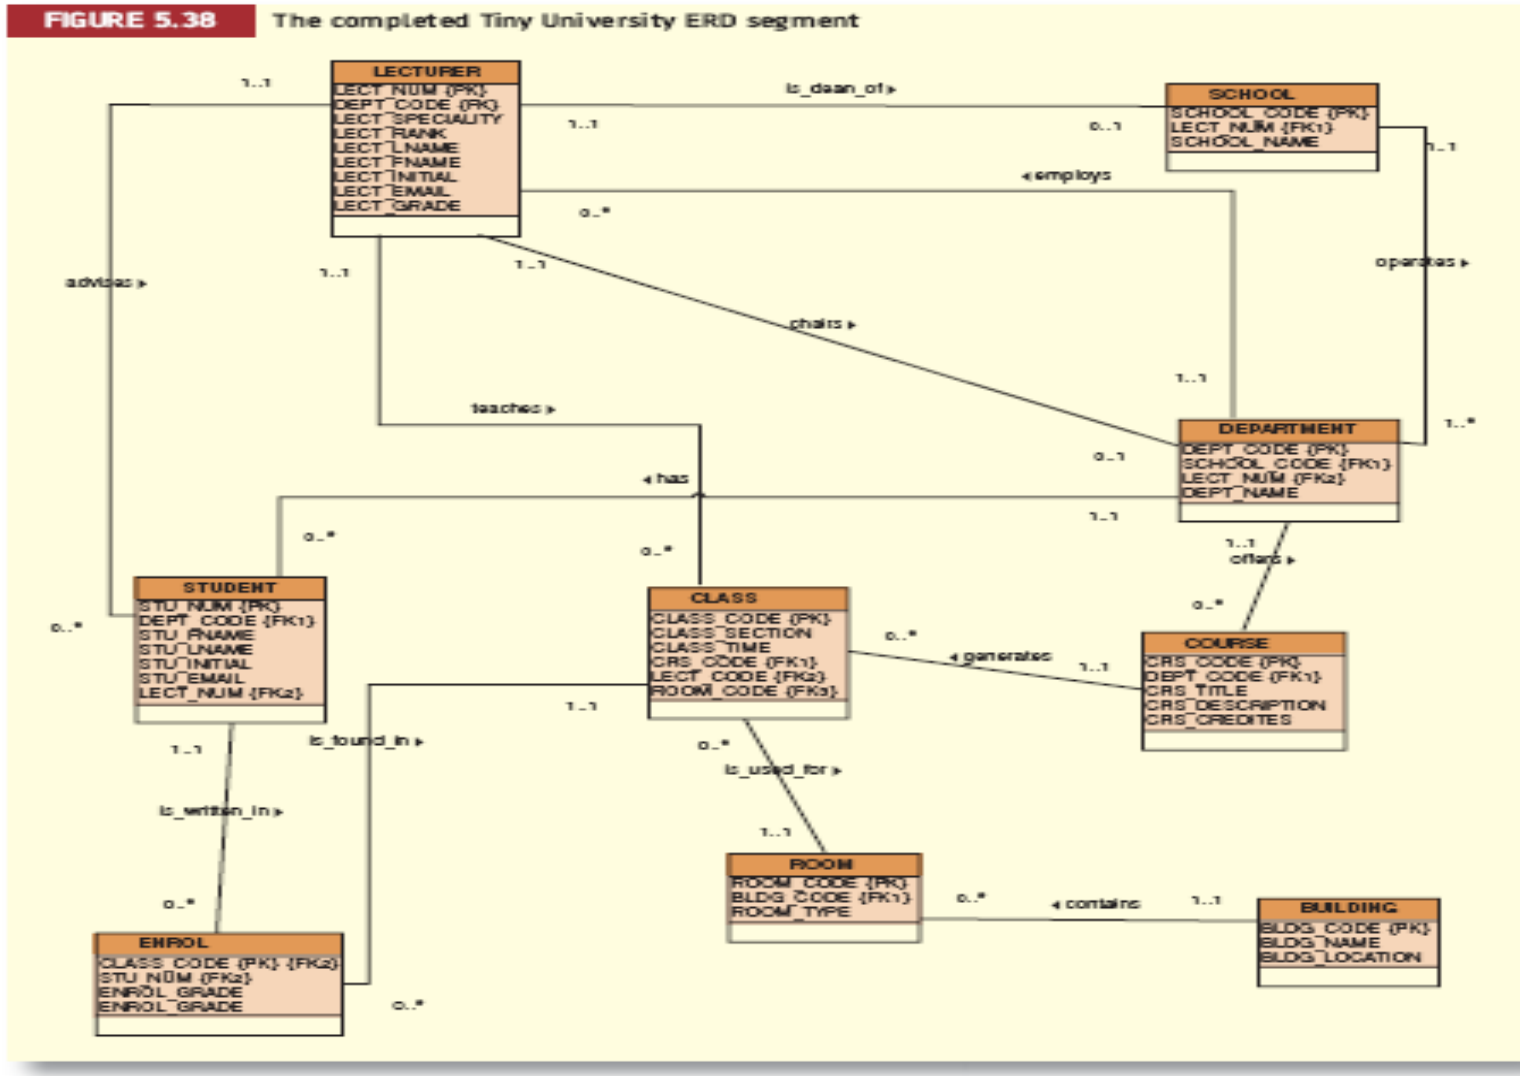 FIGURE 5.38 The completed Tiny University ERD segment
LECTURER
LECT_NUM {PK}
DEPT_CODE {FK}
LECT_SPECIALITY
LECT_RANK
LECT_LNAME
LECT_FNAME
LECT_INITIAL
LECT_EMAIL
LECT_GRADE
1..1
is_dean_of
1..1
0..1
SCHOOL
SCHOOL_CODE {PK}
LECT_NUM {FK1}
SCHOOL_NAME
1..1
employs
0..*
1..1
1..1
1..1
advises
operates
chairs
teaches
1..*
0..1
DEPARTMENT
DEPT_CODE {PK}
SCHOOL_CODE {FK1}
LECT_NUM {FK2}
DEPT_NAME
has
1..1
0..*
0..*
1..1
offers
0..*
0..*
STUDENT
STU_NUM {PK}
DEPT_CODE {FK1}
STU_FNAME
STU_LNAME
STU_INITIAL
STU_EMAIL
LECT_NUM {FK2}
CLASS
CLASS_CODE {PK}
CLASS_SECTION
CLASS_TIME
CRS_CODE {FK1}
LECT_CODE {FK2}
ROOM_CODE {FK3}
0..*
generates
1..1
COURSE
CRS_CODE {PK}
DEPT_CODE {FK1}
CRS_TITLE
CRS_DESCRIPTION
CRS_CREDITES
1..1
1..1
is_found_in
0..*
is_used_for
is_written_in
1..1
0..*
ROOM
ROOM_CODE {PK}
BLDG_CODE {FK1}
ROOM_TYPE
0..*
contains
1..1
BUILDING
BLDG_CODE {PK}
BLDG_NAME
BLDG_LOCATION
ENROL
CLASS_CODE {PK} {FK2}
STU_NUM {FK2}
ENROL_GRADE
ENROL_GRADE
0..*